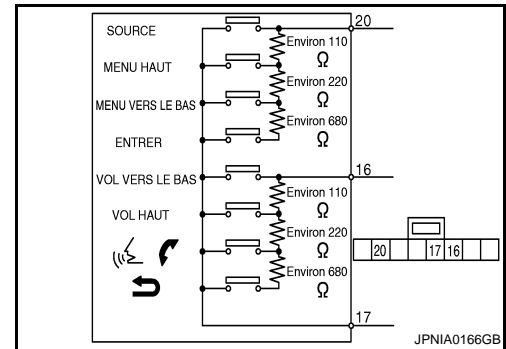 SOURCE
20
Environ 110
Ω
MENU HAUT
Environ 220
Ω
MENU VERS LE BAS
Environ 680
Ω
ENTRER
VOL VERS LE BAS
16
Environ 110
Ω
VOL HAUT
Environ 220
Ω
20 17 16
Environ 680
Ω
17
JPNIA0166GB